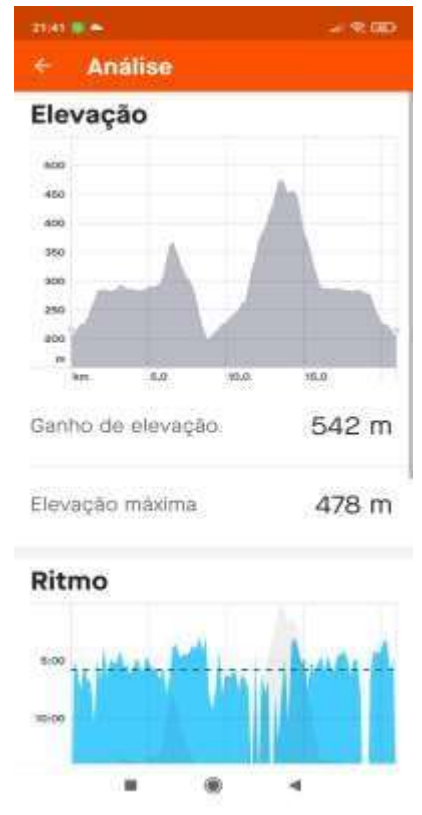 21:41
Análise
Elevação
500
450
400
350
300
250
200
m
km 5,0 10,0 15,0
Ganho de elevação 542 m
Elevação máxima 478 m
Ritmo
5:00
10:00